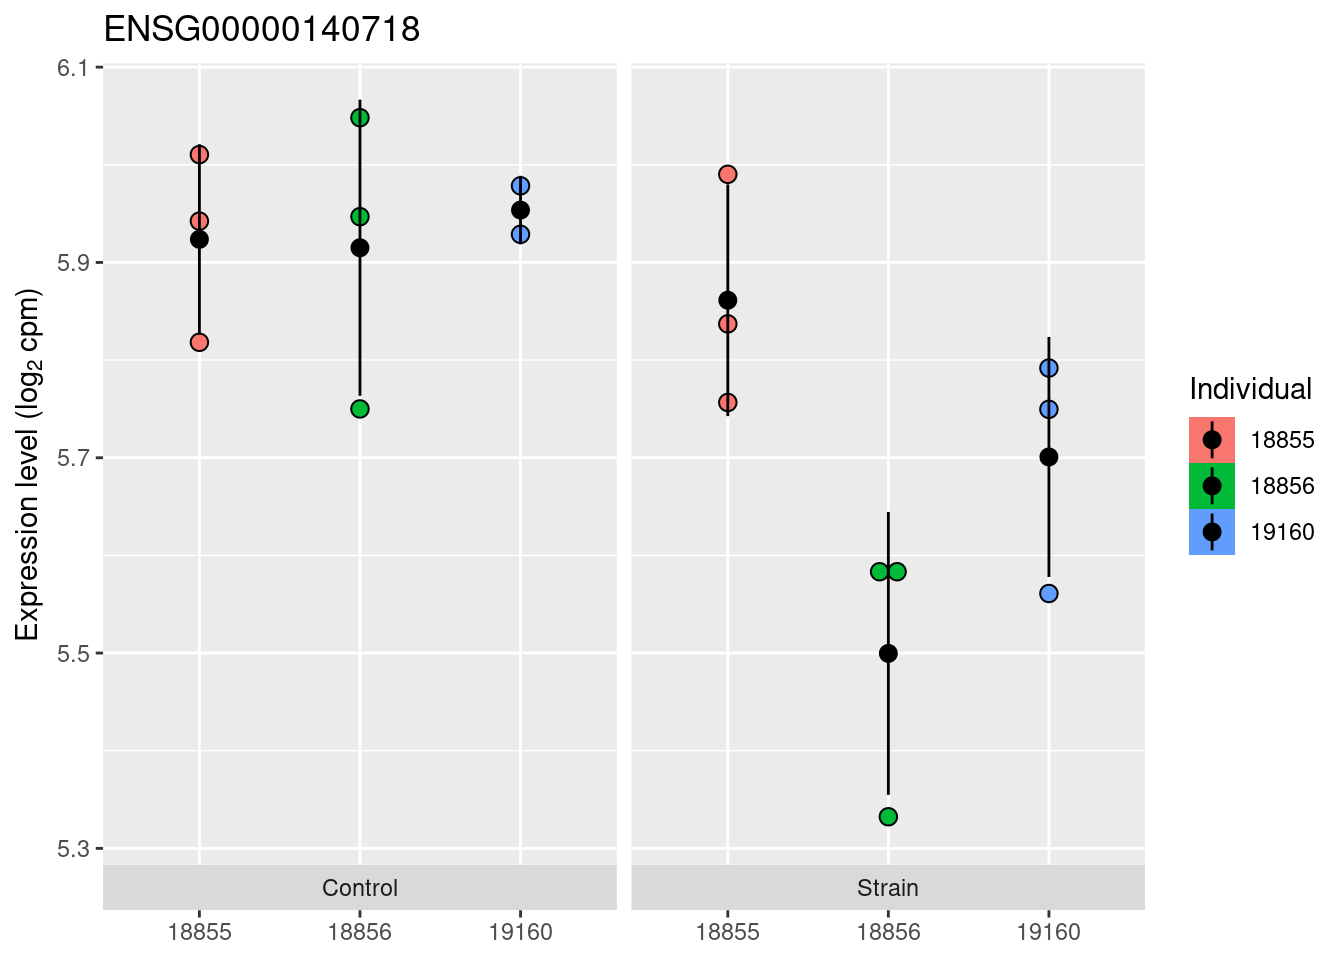 ENSG00000140718
6.1
5.9
5.7
5.5
5.3
Expression level (log₂ cpm)
Control
Strain
18855 18856 19160
18855 18856 19160
Individual
18855
18856
19160